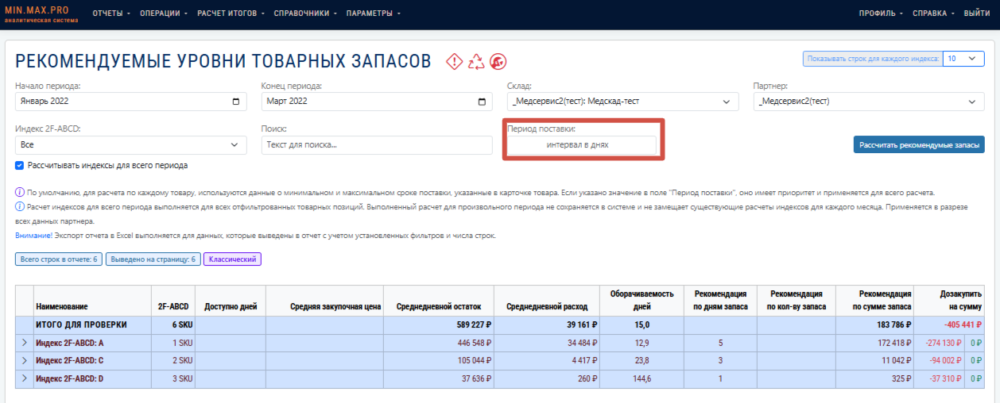 MIN.MAX.PRO
аналитическая система
ОТЧЕТЫ ОПЕРАЦИИ РАСЧЕТ ИТОГОВ СПРАВОЧНИКИ ПАРАМЕТРЫ ПРОФИЛЬ СПРАВКА ВЫЙТИ
РЕКОМЕНДУЕМЫЕ УРОВНИ ТОВАРНЫХ ЗАПАСОВ
Показывать строк для каждого индекса: 10
Начало периода: Конец периода: Склад: Партнер:
Январь 2022 Март 2022 _Медсервис2(тест): Медскад-тест _Медсервис2(тест)
Индекс 2F-ABCD: Поиск: Период поставки:
Все Текст для поиска... интервал в днях Рассчитать рекомендумые запасы
Рассчитывать индексы для всего периода
По умолчанию, для расчета по каждому товару, используются данные о минимальном и максимальном сроке поставки, указанные в карточке товара. Если указано значение в поле "Период поставки", оно имеет приоритет и применяется для всего расчета.
Расчет индексов для всего периода выполняется для всех отфильтрованных товарных позиций. Выполненный расчет для произвольного периода не сохраняется в системе и не замещает существующие расчеты индексов для каждого месяца. Применяется в разрезе
всех данных партнера.
Внимание! Экспорт отчета в Excel выполняется для данных, которые выведены в отчет с учетом установленных фильтров и числа строк.
Всего строк в отчете: 6 Выведено на страницу: 6 Классический
Оборачиваемость Рекомендация Рекомендация Рекомендация Дозакупить
Наименование 2F-ABCD Доступно дней Средняя закупочная цена Среднедневной остаток Среднедневной расход дней по дням запаса по кол-ву запаса по сумме запаса на сумму
ИТОГО ДЛЯ ПРОВЕРКИ 6 SKU 589 227 ₽ 39 161 ₽ 15,0 183 786 ₽ -405 441 ₽
Индекс 2F-ABCD: A 1 SKU 446 548 ₽ 34 484 ₽ 12,9 5 172 418 ₽ -274 130 ₽ 0 ₽
Индекс 2F-ABCD: C 2 SKU 105 044 ₽ 4 417 ₽ 23,8 3 11 042 ₽ -94 002 ₽ 0 ₽
Индекс 2F-ABCD: D 3 SKU 37 636 ₽ 260 ₽ 144,6 1 325 ₽ -37 310 ₽ 0 ₽